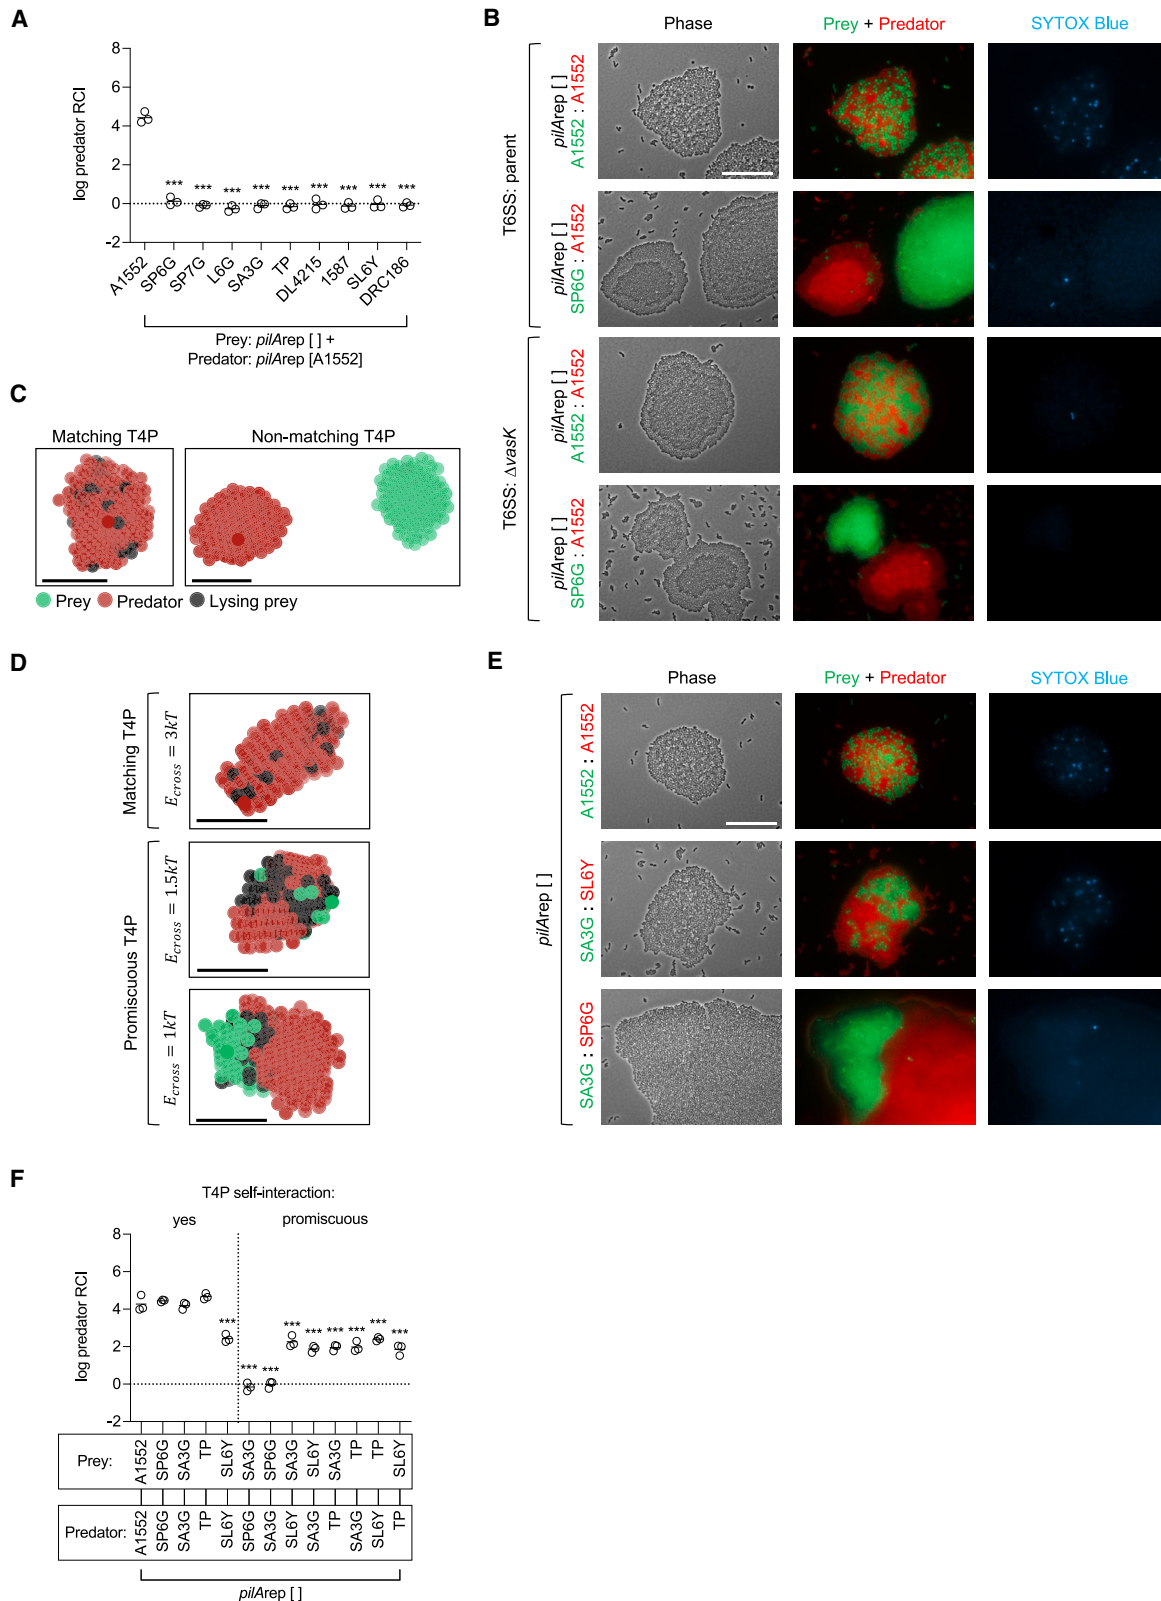 A
8
6
4
2
0
-2
log predator RCI
***
***
***
***
***
***
***
***
***
A1552
SP6G
SP7G
L6G
SA3G
TP
DL4215
1587
SL6Y
DRC186
Prey: pilArep [ ] +
Predator: pilArep [A1552]
B
Phase
Prey + Predator
SYTOX Blue
T6SS: parent
pilArep [ ]
A1552 : A1552
pilArep [ ]
SP6G : A1552
T6SS: ΔvasK
pilArep [ ]
A1552 : A1552
pilArep [ ]
SP6G : A1552
C
Matching T4P
Non-matching T4P
Prey
Predator
Lysing prey
D
Matching T4P
Ecross = 3kT
Promiscuous T4P
Ecross = 1.5kT
Ecross = 1kT
E
Phase
Prey + Predator
SYTOX Blue
pilArep [ ]
A1552 : A1552
SA3G : SL6Y
SA3G : SP6G
F
T4P self-interaction:
yes
promiscuous
8
6
4
2
0
-2
log predator RCI
***
***
***
***
***
***
***
***
***
Prey:
A1552
SP6G
SA3G
TP
SL6Y
SA3G
SP6G
SA3G
SL6Y
SA3G
TP
TP
SL6Y
Predator:
A1552
SP6G
SA3G
TP
SL6Y
SP6G
SA3G
SL6Y
SA3G
TP
SA3G
SL6Y
TP
pilArep [ ]